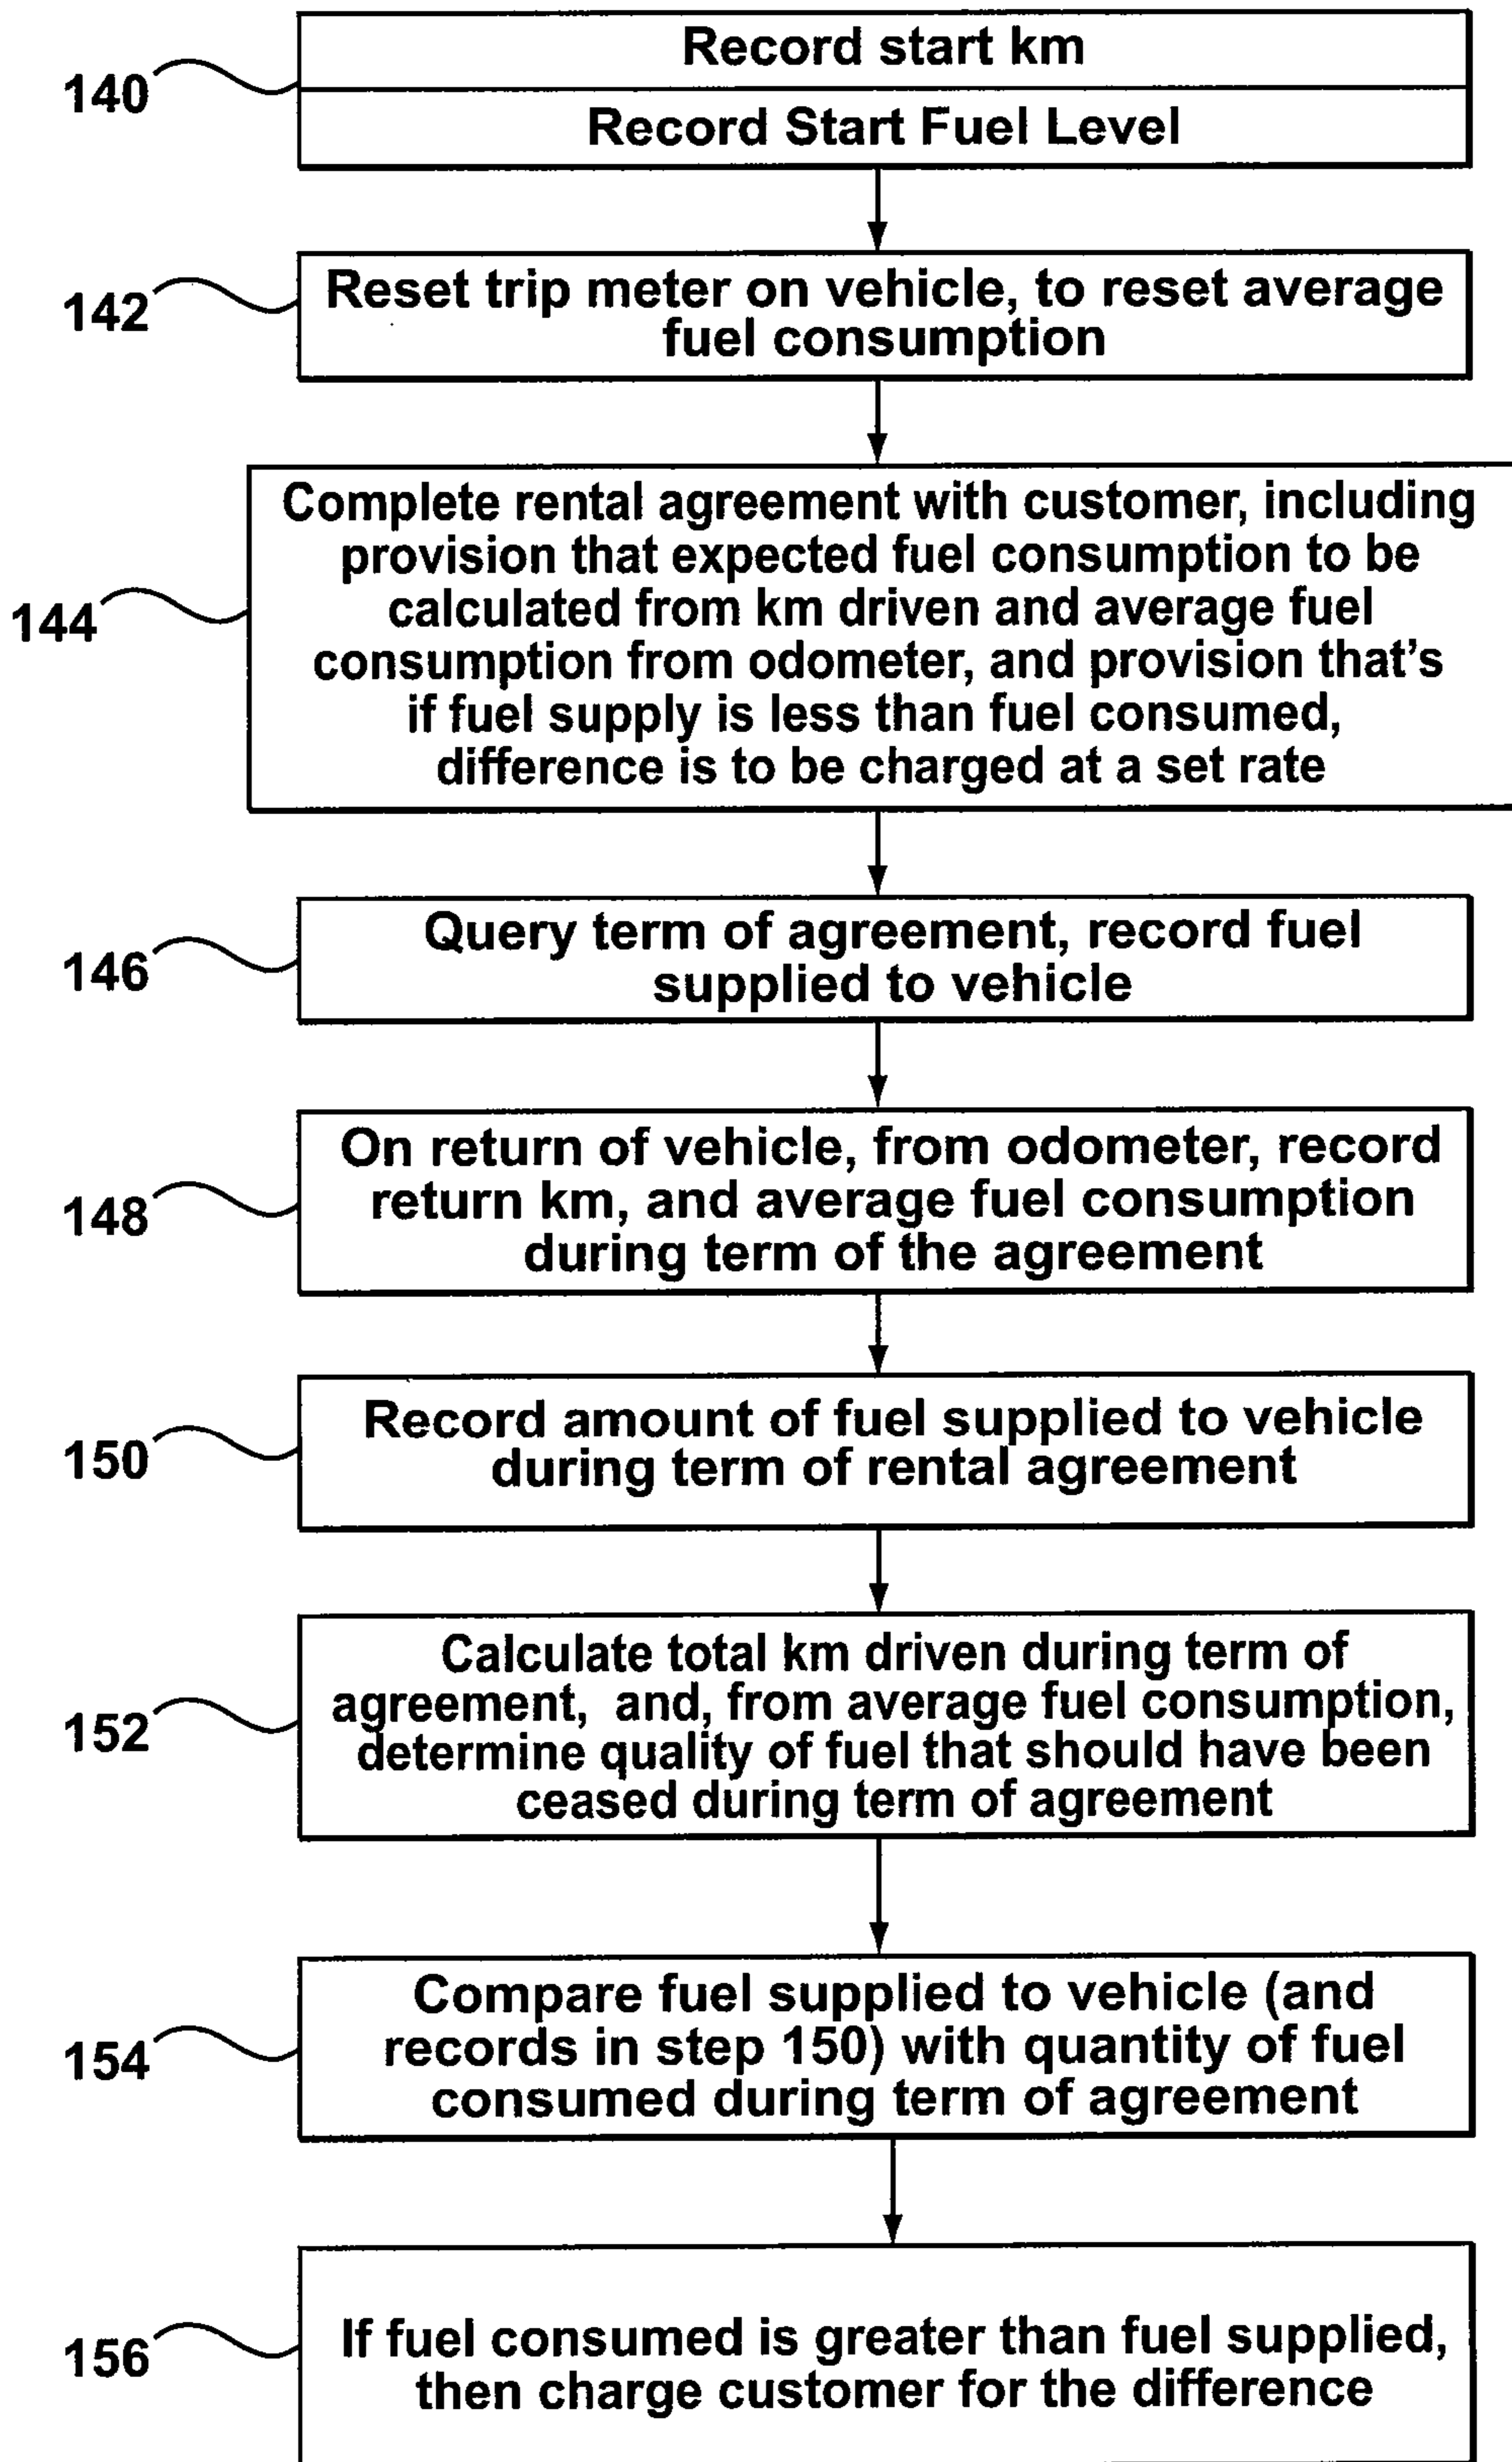 Record start km
140
Record Start Fuel Level
142
Reset trip meter on vehicle, to reset average
fuel consumption
Complete rental agreement with customer, including
provision that expected fuel consumption to be
calculated from km driven and average fuel
144
consumption from odometer, and provision that's
if fuel supply is less than fuel consumed,
difference is to be charged at a set rate
146
Query term of agreement, record fuel
supplied to vehicle
148
On return of vehicle, from odometer, record
return km, and average fuel consumption
during term of the agreement
150
Record amount of fuel supplied to vehicle
during term of rental agreement
152
Calculate total km driven during term of
agreement, and, from average fuel consumption,
determine quality of fuel that should have been
ceased during term of agreement
154
Compare fuel supplied to vehicle (and
records in step 150) with quantity of fuel
consumed during term of agreement
156
If fuel consumed is greater than fuel supplied,
then charge customer for the difference